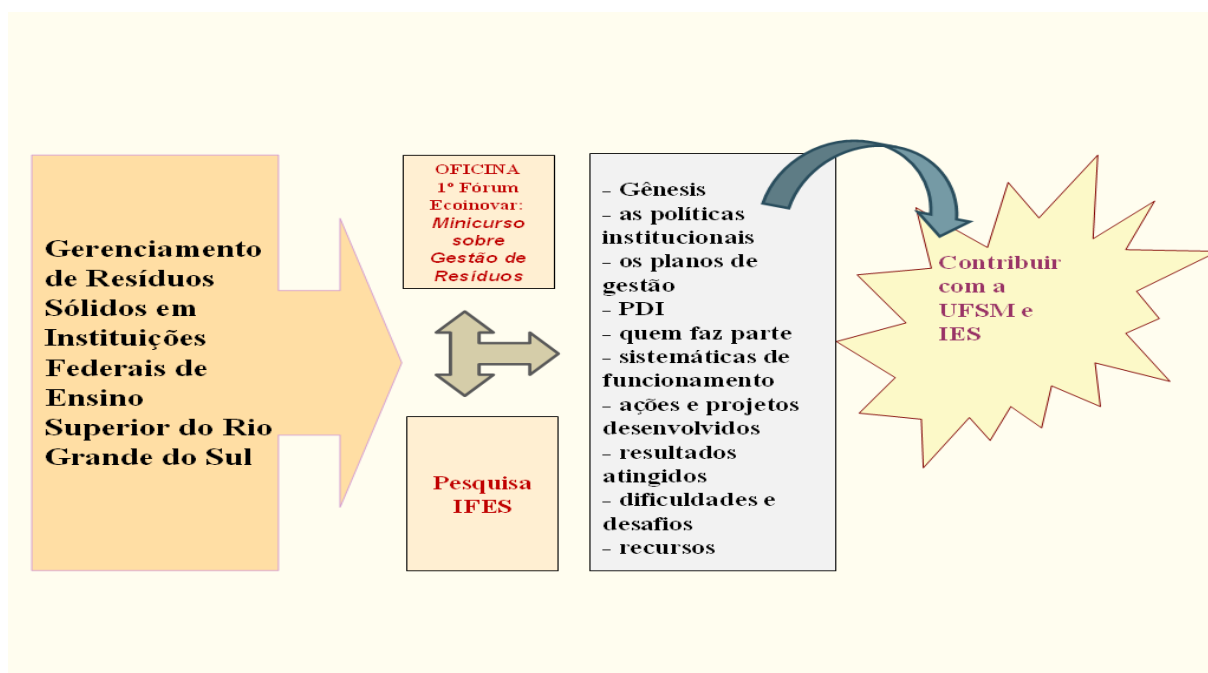 Gerenciamento
de Resíduos
Sólidos em
Instituições
Federais de
Ensino
Superior do Rio
Grande do Sul
OFICINA
1º Fórum
Ecoinovar:
Minicurso
sobre
Gestão de
Resíduos
Pesquisa
IFES
- Gênesis
- as políticas
institucionais
- os planos de
gestão
- PDI
- quem faz parte
- sistemáticas de
funcionamento
- ações e projetos
desenvolvidos
- resultados
atingidos
- dificuldades e
desafios
- recursos
Contribuir
com a
UFSM e
IES